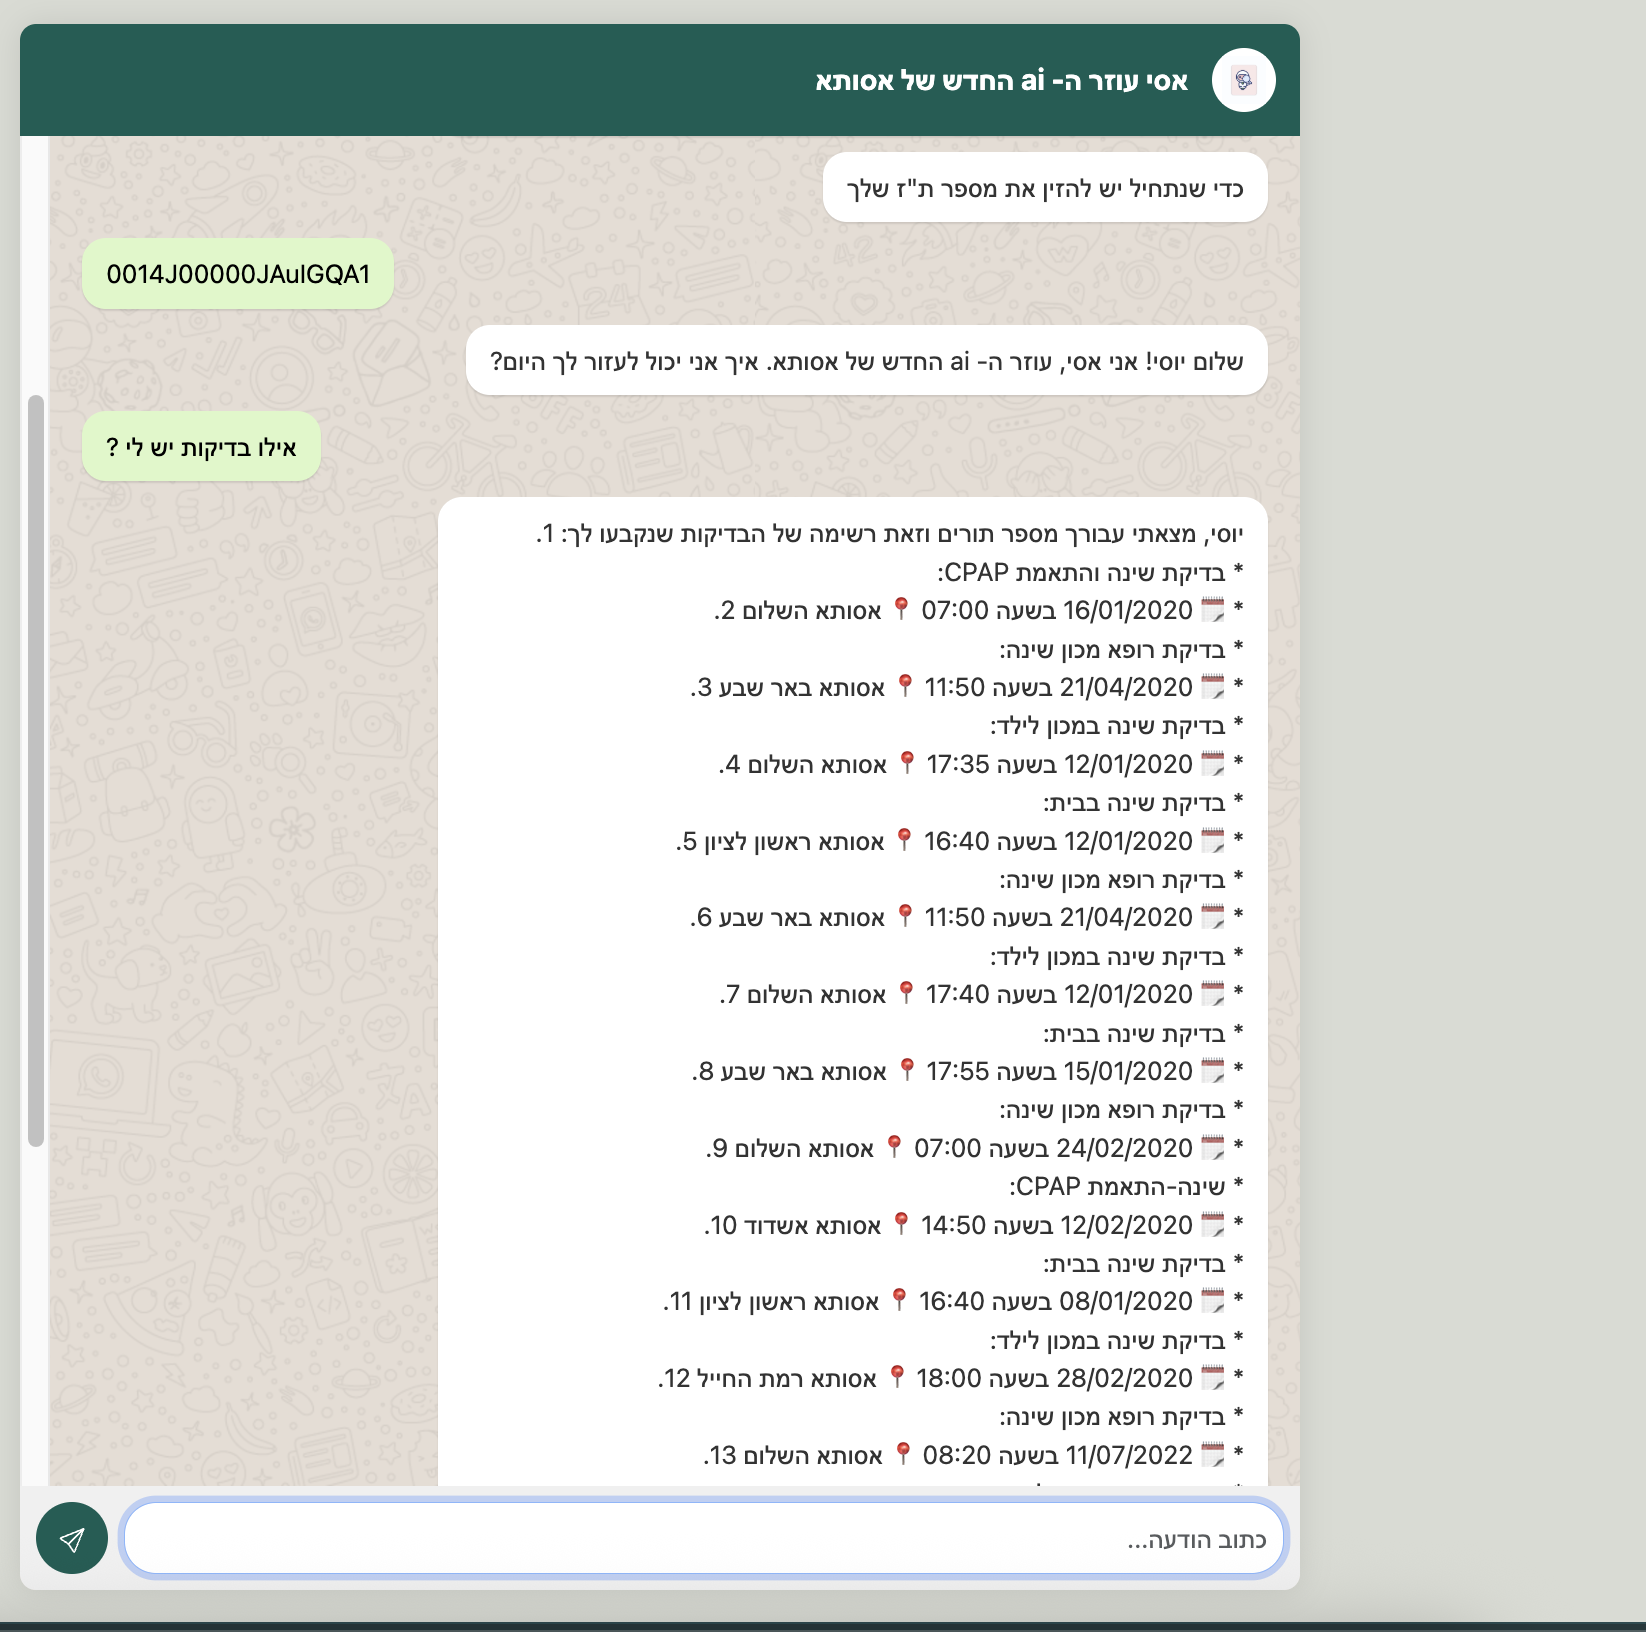 אסי עוזר ה- ai החדש של אסותא
כדי שנתחיל יש להזין את מספר ת"ז שלך
0014J00000JAuIGQA1
שלום יוסי! אני אסי, עוזר ה- ai החדש של אסותא. איך אני יכול לעזור לך היום?
אילו בדיקות יש לי ?
יוסי, מצאתי עבורך מספר תורים וזאת רשימה של הבדיקות שנקבעו לך: 1.
* בדיקת שינה והתאמת CPAP:
* 🗓️ 16/01/2020 בשעה 07:00 📍 אסותא השלום 2.
* בדיקת רופא מכון שינה:
* 🗓️ 21/04/2020 בשעה 11:50 📍 אסותא באר שבע 3.
* בדיקת שינה במכון לילד:
* 🗓️ 12/01/2020 בשעה 17:35 📍 אסותא השלום 4.
* בדיקת שינה בבית:
* 🗓️ 12/01/2020 בשעה 16:40 📍 אסותא ראשון לציון 5.
* בדיקת רופא מכון שינה:
* 🗓️ 21/04/2020 בשעה 11:50 📍 אסותא באר שבע 6.
* בדיקת שינה במכון לילד:
* 🗓️ 12/01/2020 בשעה 17:40 📍 אסותא השלום 7.
* בדיקת שינה בבית:
* 🗓️ 15/01/2020 בשעה 17:55 📍 אסותא באר שבע 8.
* בדיקת רופא מכון שינה:
* 🗓️ 24/02/2020 בשעה 07:00 📍 אסותא השלום 9.
* שינה-התאמת CPAP:
* 🗓️ 12/02/2020 בשעה 14:50 📍 אסותא אשדוד 10.
* בדיקת שינה בבית:
* 🗓️ 08/01/2020 בשעה 16:40 📍 אסותא ראשון לציון 11.
* בדיקת שינה במכון לילד:
* 🗓️ 28/02/2020 בשעה 18:00 📍 אסותא רמת החייל 12.
* בדיקת רופא מכון שינה:
* 🗓️ 11/07/2022 בשעה 08:20 📍 אסותא השלום 13.
כתוב הודעה...